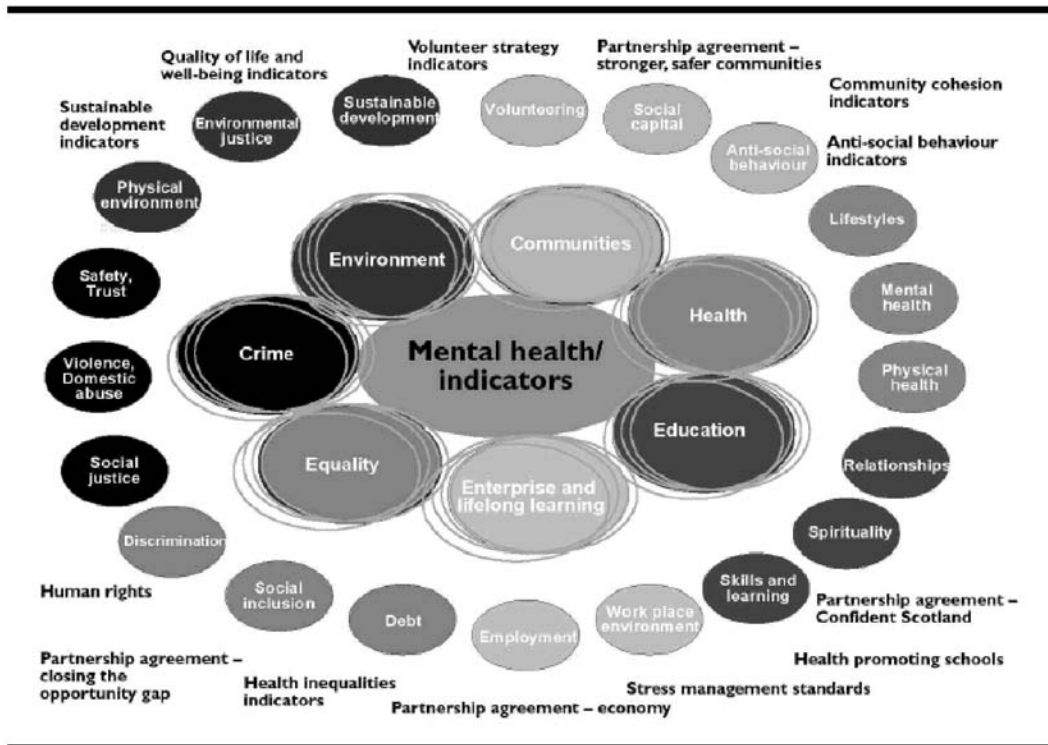 Quality of life and
well-being indicators
Volunteer strategy
indicators
Partnership agreement –
stronger, safer communities
Community cohesion
indicators
Sustainable
development
indicators
Environmental
justice
Sustainable
development
Volunteering
Social
capital
Anti-social
behaviour
Anti-social behaviour
indicators
Physical
environment
Lifestyles
Safety,
Trust
Mental
health
Violence,
Domestic
abuse
Physical
health
Social
justice
Relationships
Discrimination
Spirituality
Environment
Communities
Crime
Health
Mental health/
indicators
Equality
Education
Enterprise and
lifelong learning
Human rights
Social
inclusion
Debt
Employment
Work place
environment
Skills and
learning
Partnership agreement –
Confident Scotland
Health promoting schools
Partnership agreement –
closing the
opportunity gap
Health inequalities
indicators
Partnership agreement – economy
Stress management standards